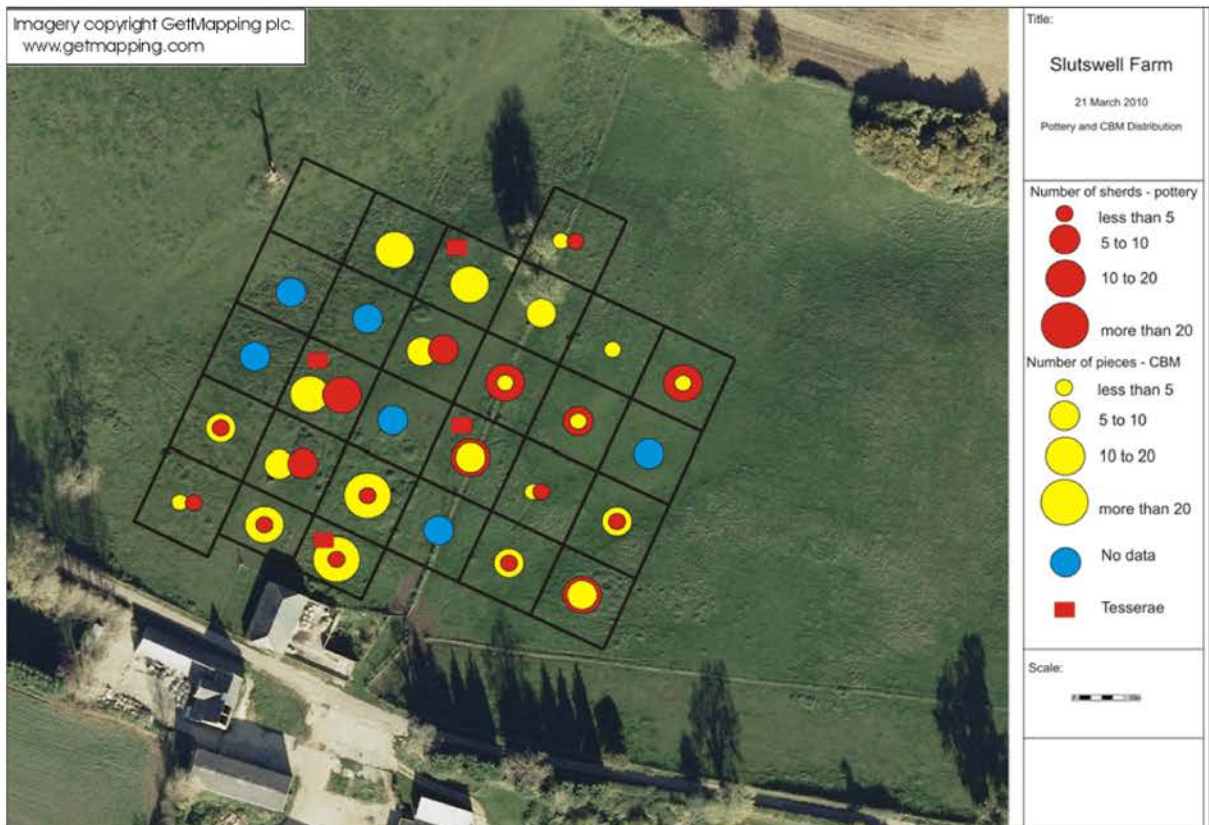 Imagery copyright GetMapping plc.
www.getmapping.com
Title:
Slutswell Farm
21 March 2010
Pottery and CBM Distribution
Number of sherds - pottery
less than 5
5 to 10
10 to 20
more than 20
Number of pieces - CBM
less than 5
5 to 10
10 to 20
more than 20
No data
Tesserae
Scale: